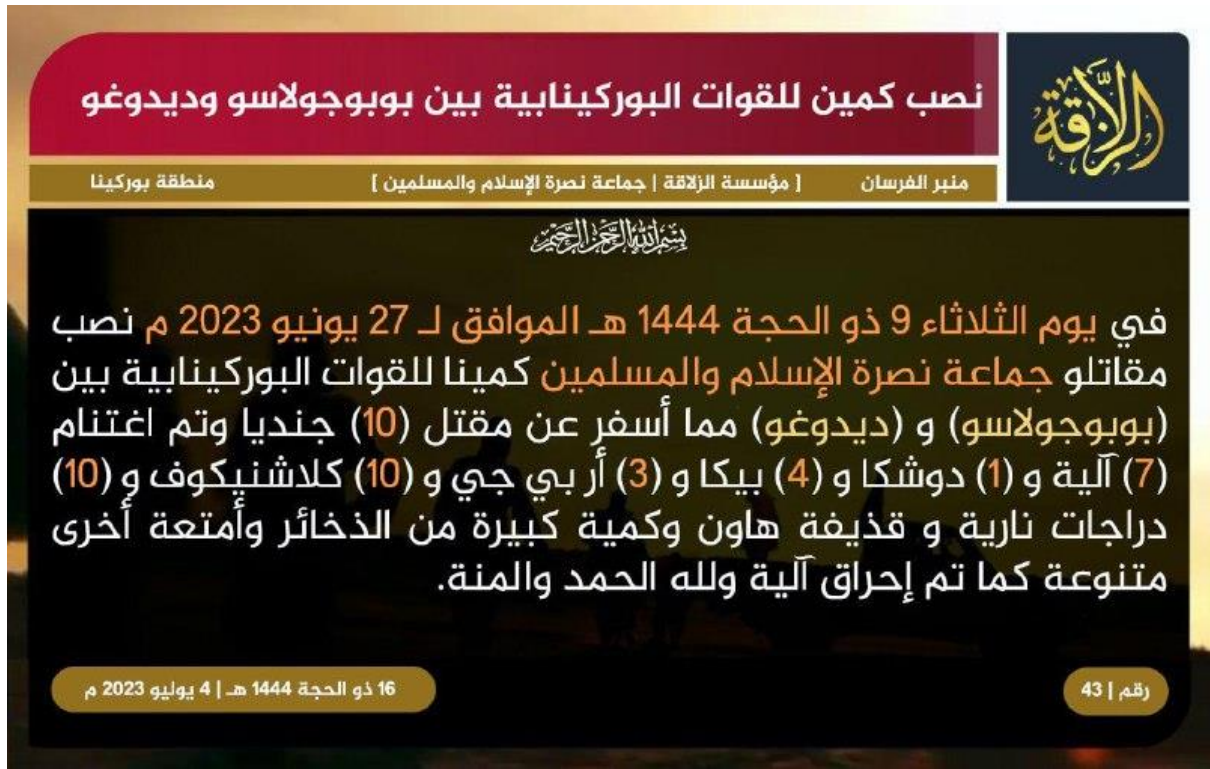 الزلاقة
نصب كمين للقوات البوركينابية بين بوبوجولاسو وديدوغو
منبر الفرسان [ مؤسسة الزلاقة | جماعة نصرة الإسلام والمسلمين ] منطقة بوركينا
بسم الله الرحمن الرحيم
في يوم الثلاثاء 9 ذو الحجة 1444 هـ الموافق لـ 27 يونيو 2023 م نصب
مقاتلو جماعة نصرة الإسلام والمسلمين كمينا للقوات البوركينابية بين
(بوبوجولاسو) و (ديدوغو) مما أسفر عن مقتل (10) جنديا وتم اغتنام
(7) آلية و (1) دوشكا و (4) بيكا و (3) أر بي جي و (10) كلاشنيكوف و (10)
دراجات نارية و قذيفة هاون وكمية كبيرة من الذخائر وأمتعة أخرى
متنوعة كما تم إحراق آلية ولله الحمد والمنة.
رقم | 43
16 ذو الحجة 1444 هـ | 4 يوليو 2023 م